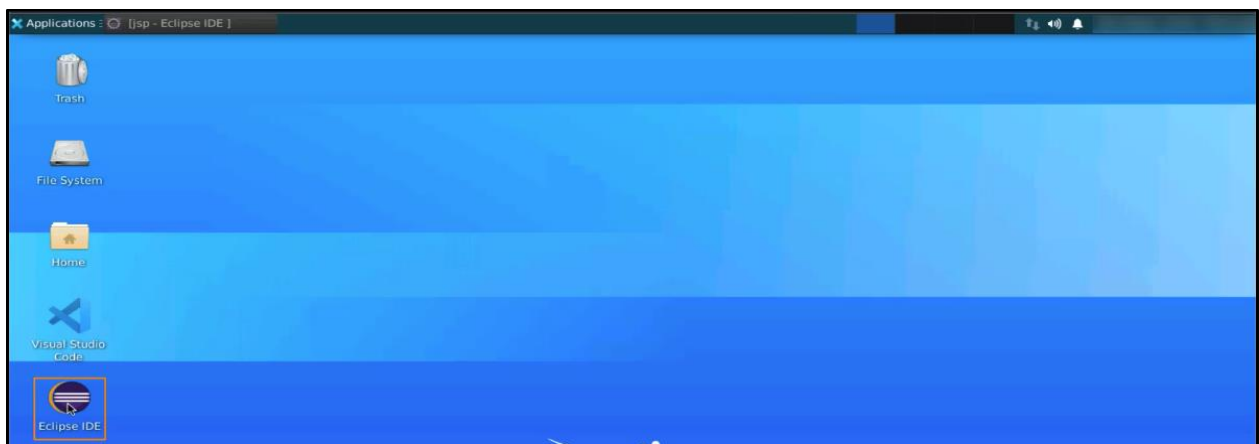 Applications [jsp - Eclipse IDE ]
Trash
File System
Home
Visual Studio
Code
Eclipse IDE